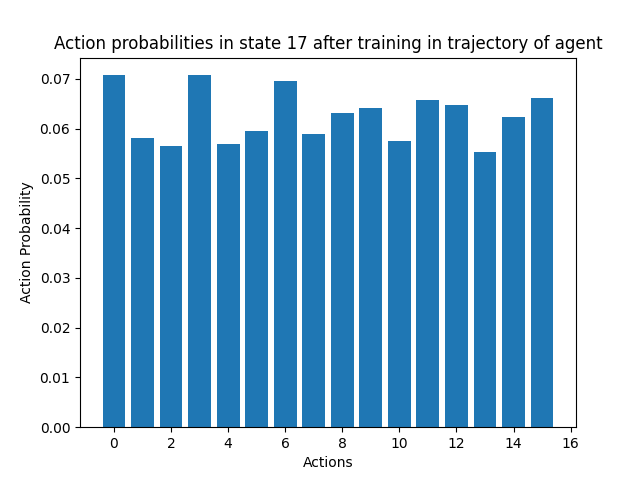 Action probabilities in state 17 after training in trajectory of agent
0.07
0.06
0.05
0.04
0.03
0.02
0.01
0.00
Action Probability
0 2 4 6 8 10 12 14 16
Actions